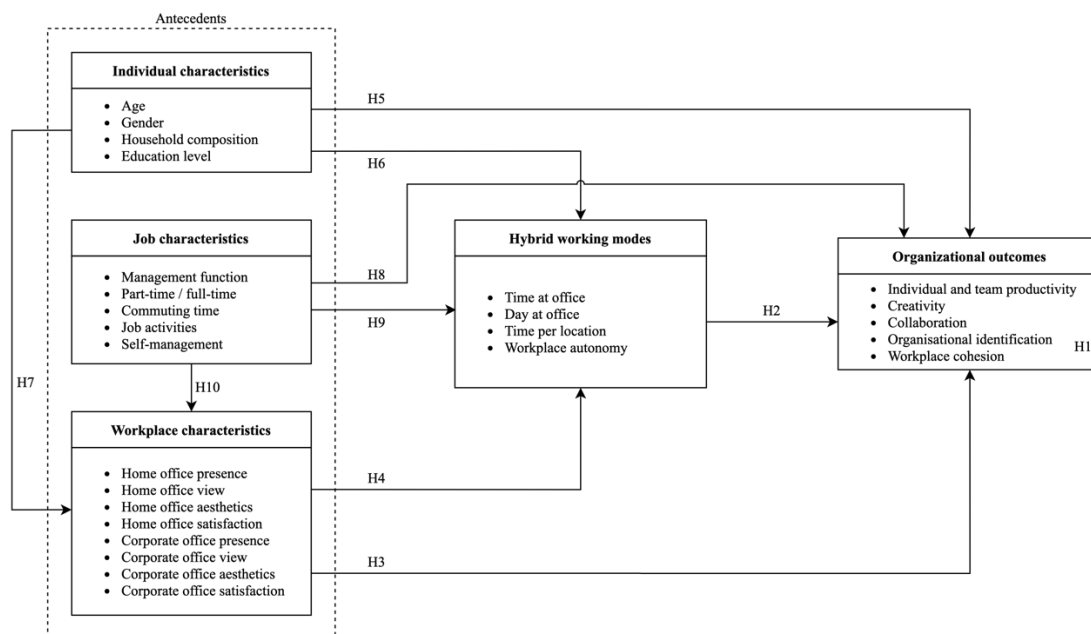 Antecedents
Individual characteristics
• Age
• Gender
• Household composition
• Education level
H5
H6
Job characteristics
• Management function
• Part-time / full-time
• Commuting time
• Job activities
• Self-management
H8
H9
H7
H10
Workplace characteristics
• Home office presence
• Home office view
• Home office aesthetics
• Home office satisfaction
• Corporate office presence
• Corporate office view
• Corporate office aesthetics
• Corporate office satisfaction
H4
H3
Hybrid working modes
• Time at office
• Day at office
• Time per location
• Workplace autonomy
H2
Organizational outcomes
• Individual and team productivity
• Creativity
• Collaboration
• Organisational identification
• Workplace cohesion
H1